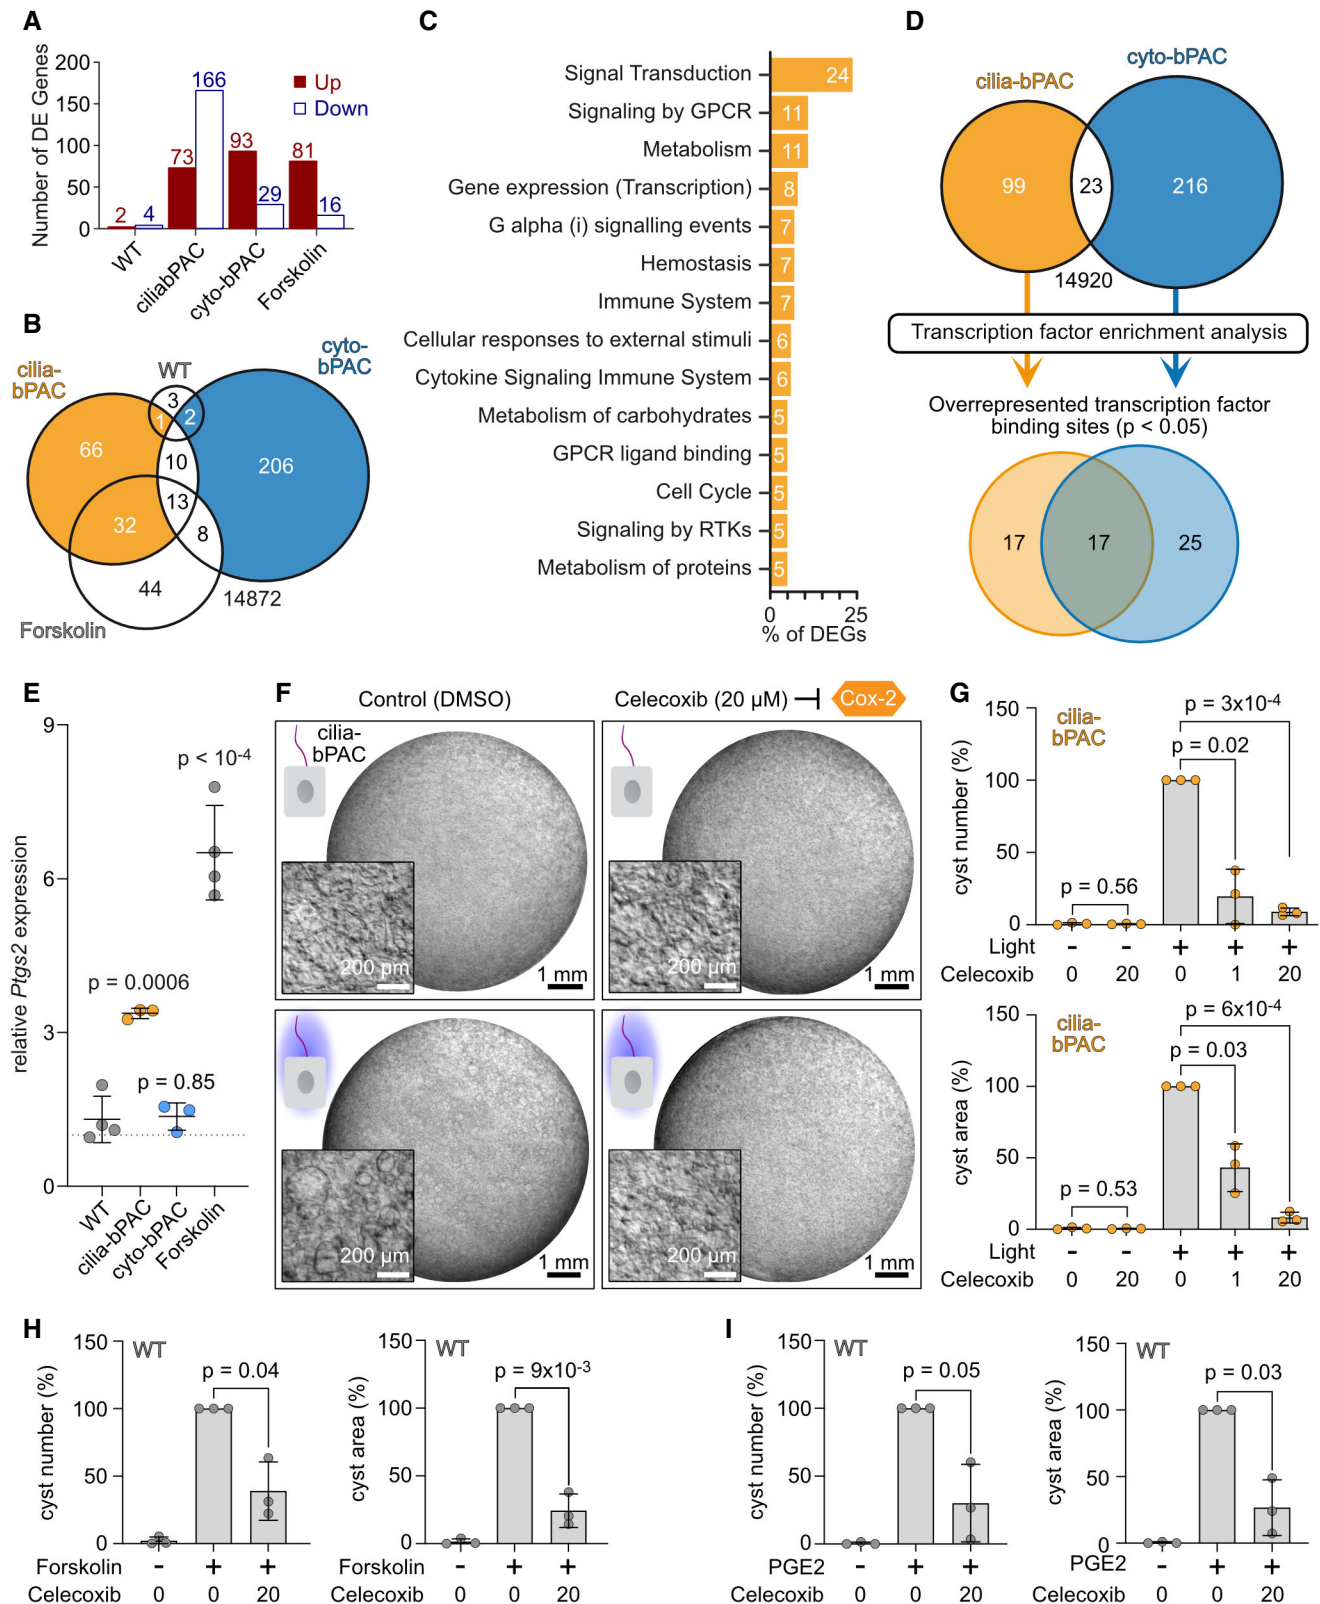 A
Number of DE Genes
200
150
100
50
0
Up
Down
2
4
73
166
93
29
81
16
WT
ciliabPAC
cyto-bPAC
Forskolin
B
cilia-
bPAC
WT
cyto-
bPAC
3
1
2
66
10
206
13
32
8
44
14872
Forskolin
C
Signal Transduction
24
Signaling by GPCR
11
Metabolism
11
Gene expression (Transcription)
8
G alpha (i) signalling events
7
Hemostasis
7
Immune System
7
Cellular responses to external stimuli
6
Cytokine Signaling Immune System
6
Metabolism of carbohydrates
5
GPCR ligand binding
5
Cell Cycle
5
Signaling by RTKs
5
Metabolism of proteins
5
0
25
% of DEGs
D
cilia-bPAC
cyto-bPAC
99
23
216
14920
Transcription factor enrichment analysis
Overrepresented transcription factor
binding sites (p < 0.05)
17
17
25
E
relative Ptgs2 expression
9
6
3
0
p < 10-4
p = 0.0006
p = 0.85
WT
cilia-bPAC
cyto-bPAC
Forskolin
F
Control (DMSO)
Celecoxib (20 µM)
Cox-2
cilia-
bPAC
200 µm
1 mm
200 µm
1 mm
200 µm
1 mm
200 µm
1 mm
G
cyst number (%)
150
100
50
0
cilia-
bPAC
p = 3x10-4
p = 0.02
p = 0.56
Light - - + + +
Celecoxib 0 20 0 1 20
cyst area (%)
150
100
50
0
cilia-
bPAC
p = 6x10-4
p = 0.03
p = 0.53
Light - - + + +
Celecoxib 0 20 0 1 20
H
cyst number (%)
150
100
50
0
WT
p = 0.04
Forskolin - + +
Celecoxib 0 0 20
cyst area (%)
150
100
50
0
WT
p = 9x10-3
Forskolin - + +
Celecoxib 0 0 20
I
cyst number (%)
150
100
50
0
WT
p = 0.05
PGE2 - + +
Celecoxib 0 0 20
cyst area (%)
150
100
50
0
WT
p = 0.03
PGE2 - + +
Celecoxib 0 0 20